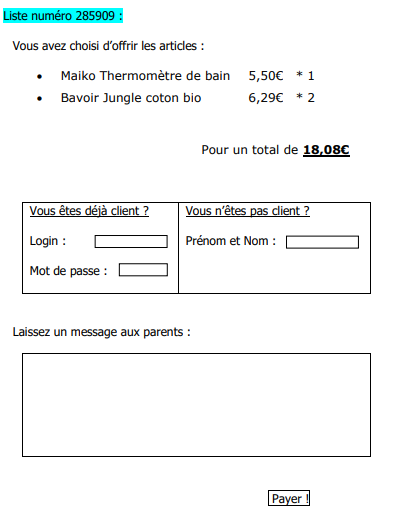 Liste numéro 285909 :
Vous avez choisi d’offrir les articles :
• Maiko Thermomètre de bain 5,50€ * 1
• Bavoir Jungle coton bio 6,29€ * 2
Pour un total de 18,08€
Vous êtes déjà client ?
Login :
Mot de passe :
Vous n’êtes pas client ?
Prénom et Nom :
Laissez un message aux parents :
Payer !